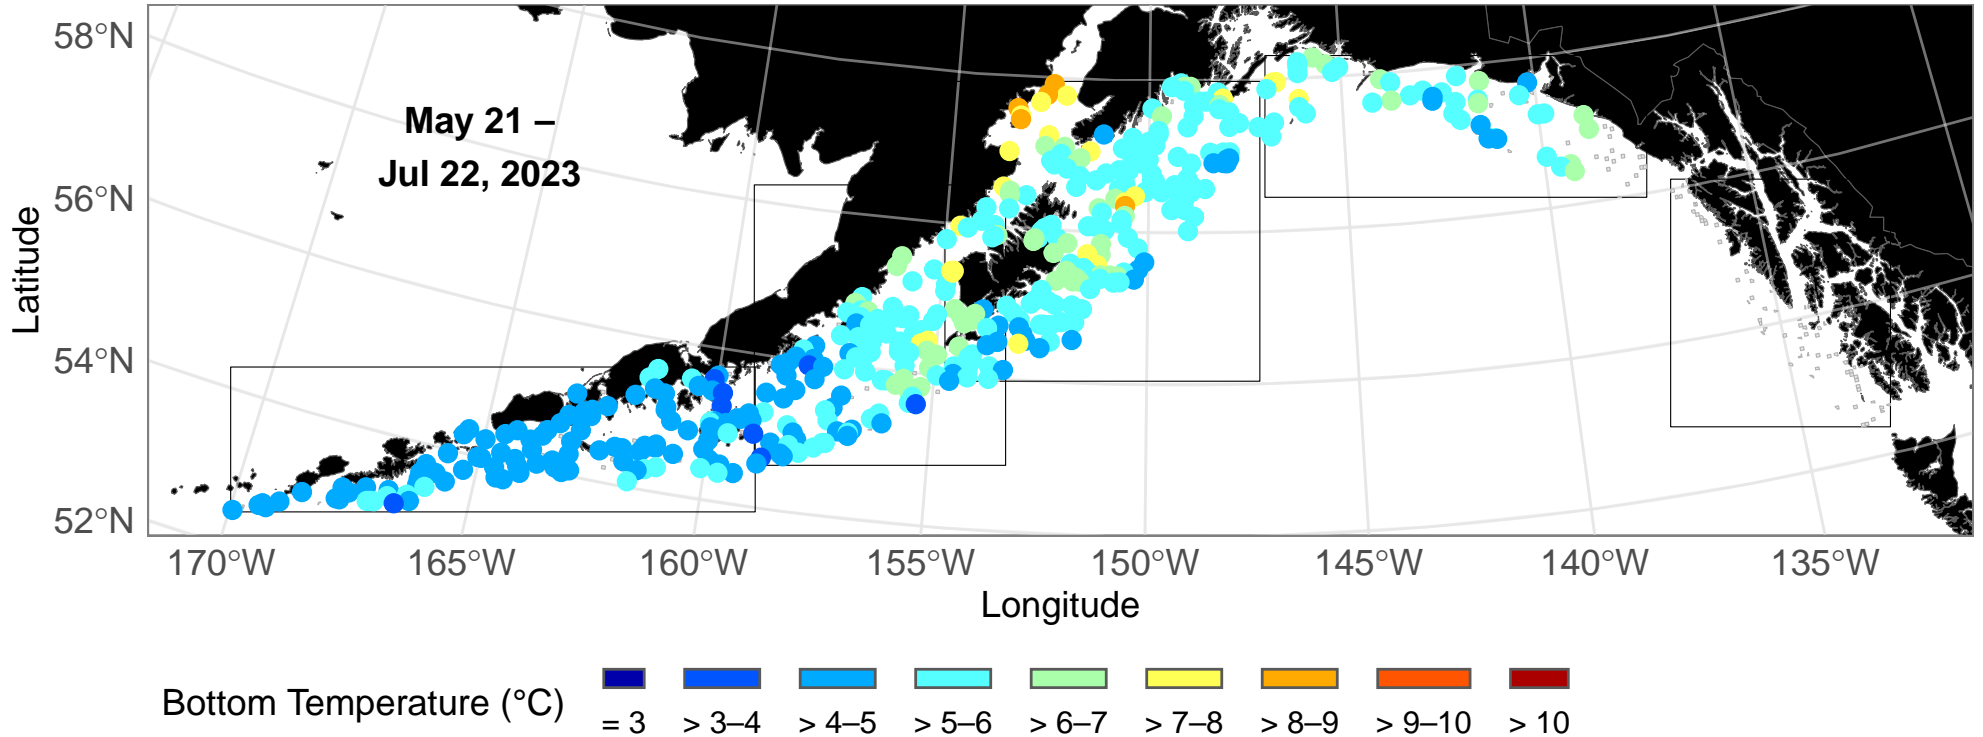 58°N
May 21 –
Jul 22, 2023
56°N
Latitude
54°N
52°N
170°W 165°W 160°W 155°W 150°W 145°W 140°W 135°W
Longitude
Bottom Temperature (°C)
= 3 > 3–4 > 4–5 > 5–6 > 6–7 > 7–8 > 8–9 > 9–10 > 10